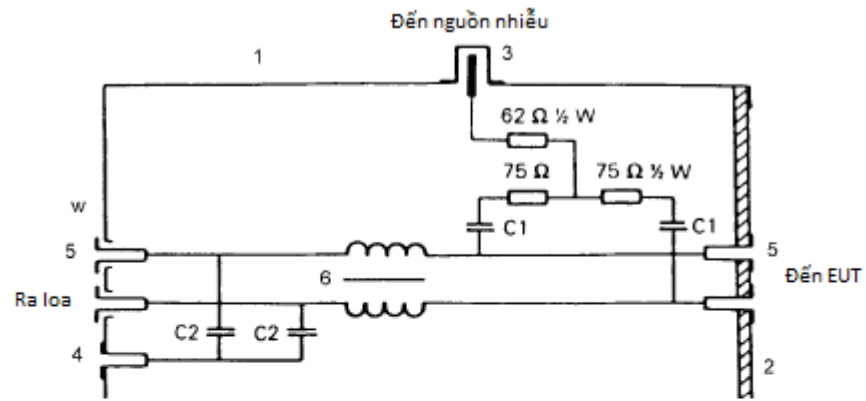 Đến nguồn nhiễu
1
3
62 Ω ½ W
75 Ω
75 Ω ½ W
w
C1
C1
5
5
6
Đến EUT
Ra loa
C2
C2
4
2